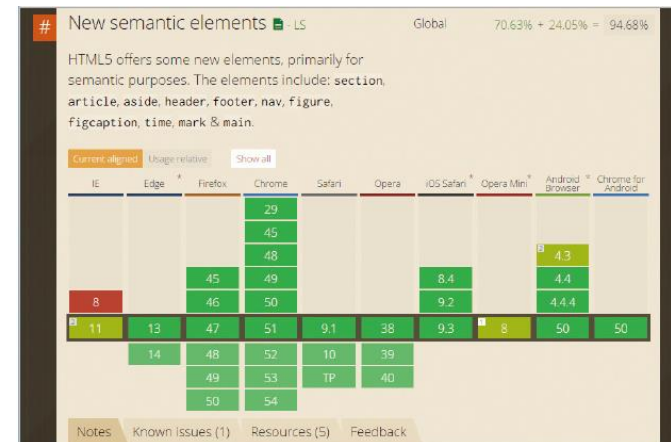 #
New semantic elements - LS
Global 70.63% + 24.05% = 94.68%
HTML5 offers some new elements, primarily for
semantic purposes. The elements include: section,
article, aside, header, footer, nav, figure,
figcaption, time, mark & main.
Current aligned Usage relative Show all
IE Edge * Firefox Chrome Safari Opera iOS Safari * Opera Mini * Android Browser * Chrome for Android
29
45
48 2 4.3
45 49 8.4 4.4
8 46 50 9.2 4.4.4
2 11 13 47 51 9.1 38 9.3 1 8 50 50
14 48 52 10 39
49 53 TP 40
50 54
Notes Known issues (1) Resources (5) Feedback